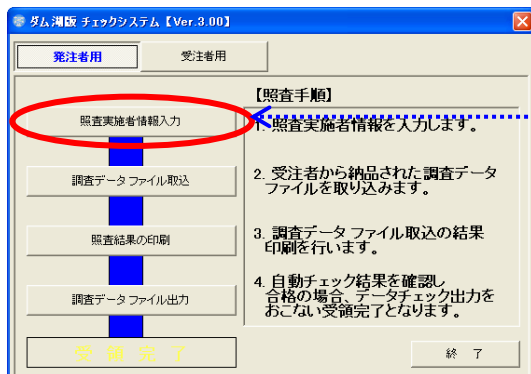 ダム湖版 チェックシステム【Ver.3.00】
発注者用
受注者用
照査実施者情報入力
調査データファイル取込
照査結果の印刷
調査データファイル出力
受領完了
【照査手順】
1. 照査実施者情報を入力します。
2. 受注者から納品された調査データ
ファイルを取り込みます。
3. 調査データファイル取込の結果
印刷を行います。
4. 自動チェック結果を確認し
合格の場合、データチェック出力を
おこない受領完了となります。
終 了